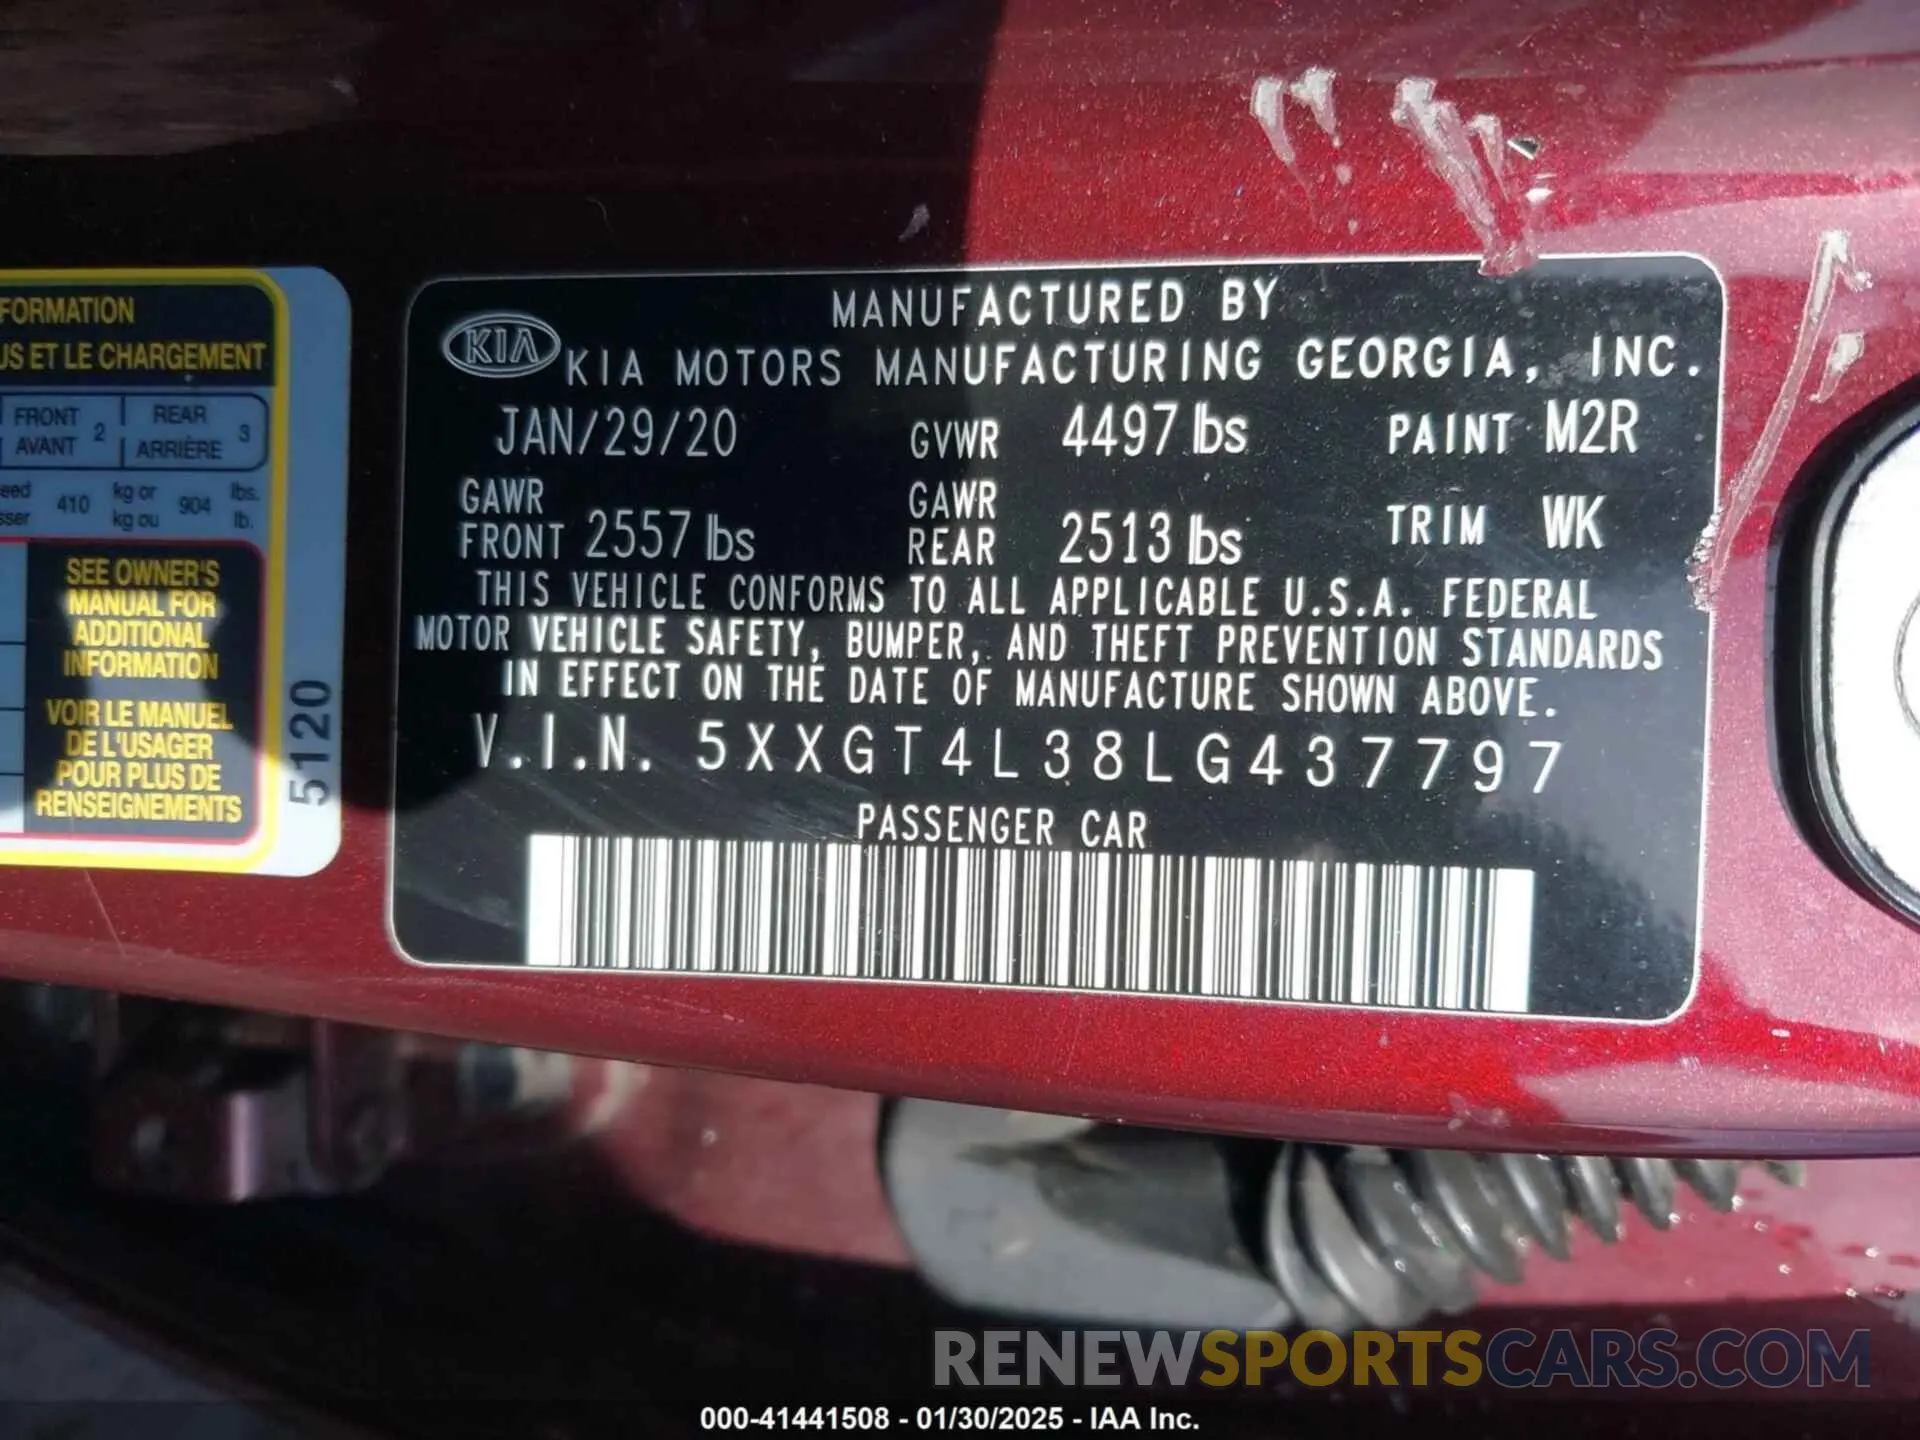 FORMATION
US ET LE CHARGEMENT
FRONT 2 REAR 3
AVANT ARRIÈRE
410 kg or 904 lbs.
kg ou lb.
SEE OWNER'S
MANUAL FOR
ADDITIONAL
INFORMATION
VOIR LE MANUEL
DE L'USAGER
POUR PLUS DE
RENSEIGNEMENTS
5120
MANUFACTURED BY
KIA KIA MOTORS MANUFACTURING GEORGIA, INC.
JAN/29/20 GVWR 4497 lbs PAINT M2R
GAWR FRONT 2557 lbs GAWR REAR 2513 lbs TRIM WK
THIS VEHICLE CONFORMS TO ALL APPLICABLE U.S.A. FEDERAL
MOTOR VEHICLE SAFETY, BUMPER, AND THEFT PREVENTION STANDARDS
IN EFFECT ON THE DATE OF MANUFACTURE SHOWN ABOVE.
V.I.N. 5XXGT4L38LG437797
PASSENGER CAR
RENEWSPORTSCARS.COM
000-41441508 - 01/30/2025 - IAA Inc.